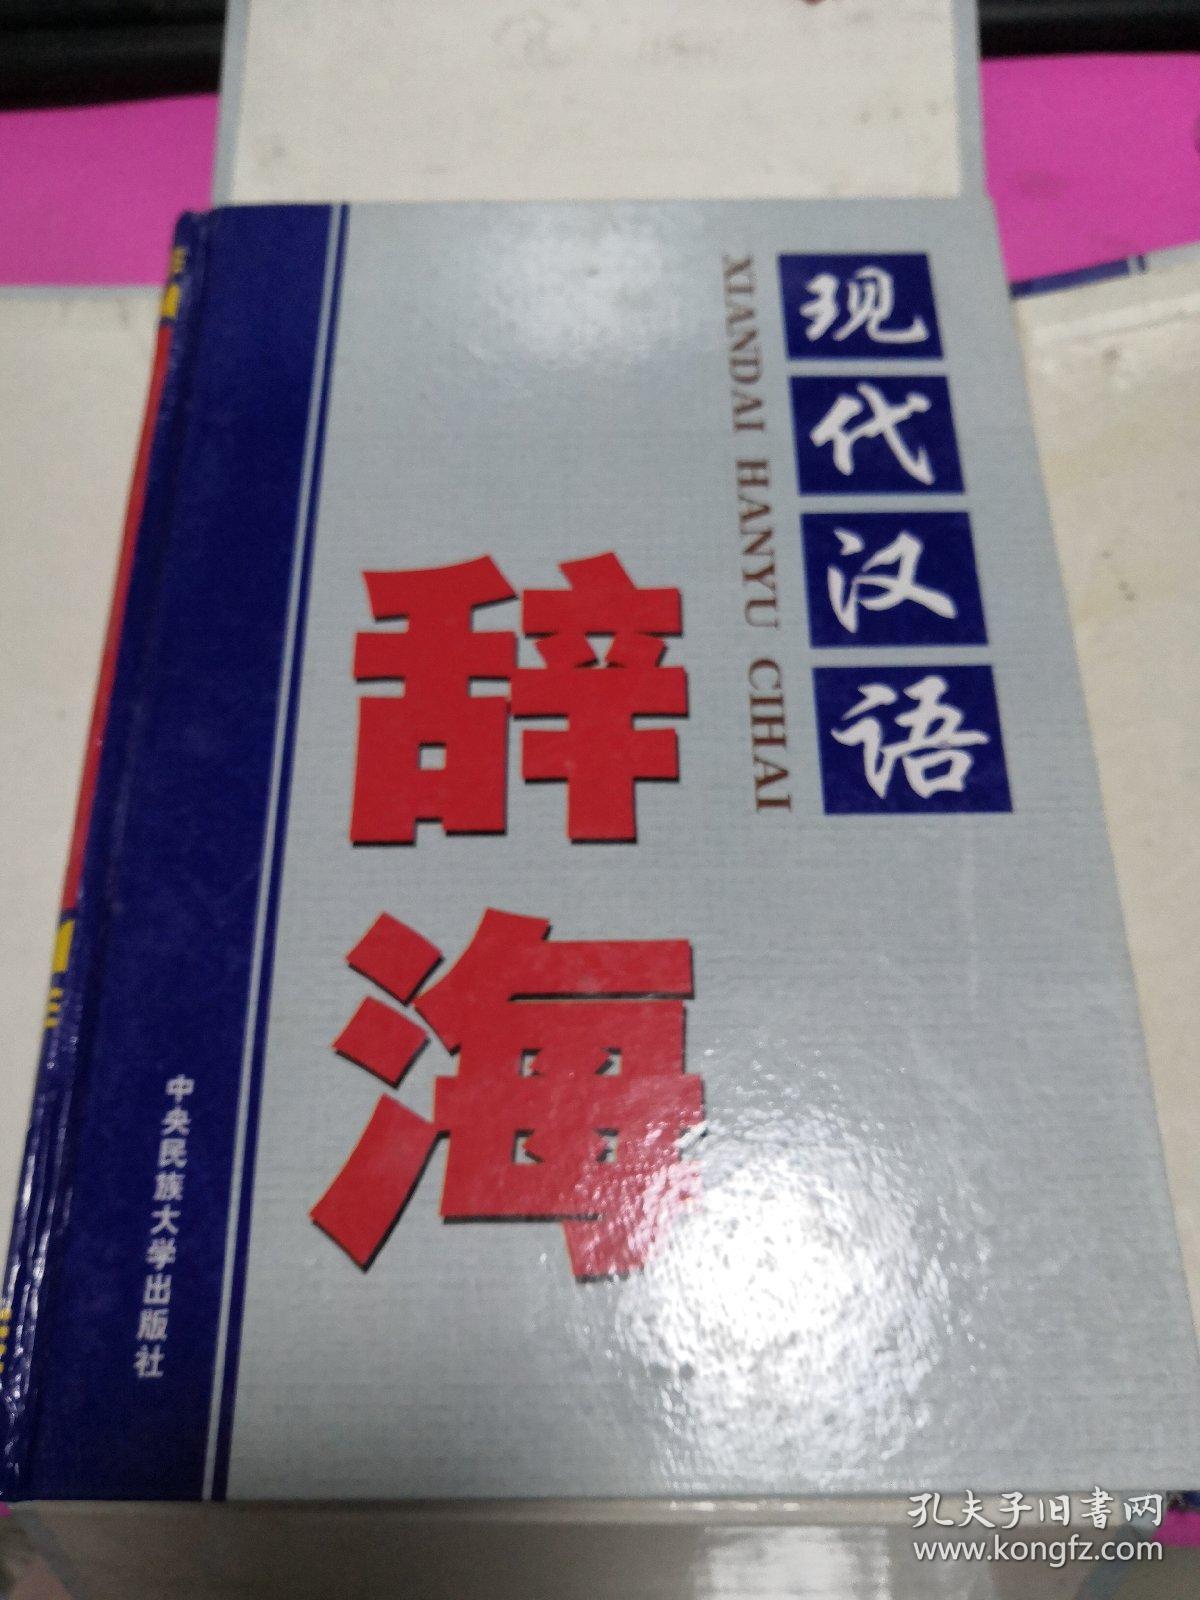 现代汉语
XIANDAI HANYU CIHAI
辞海
中央民族大学出版社
孔夫子旧书网
www.kongfz.com